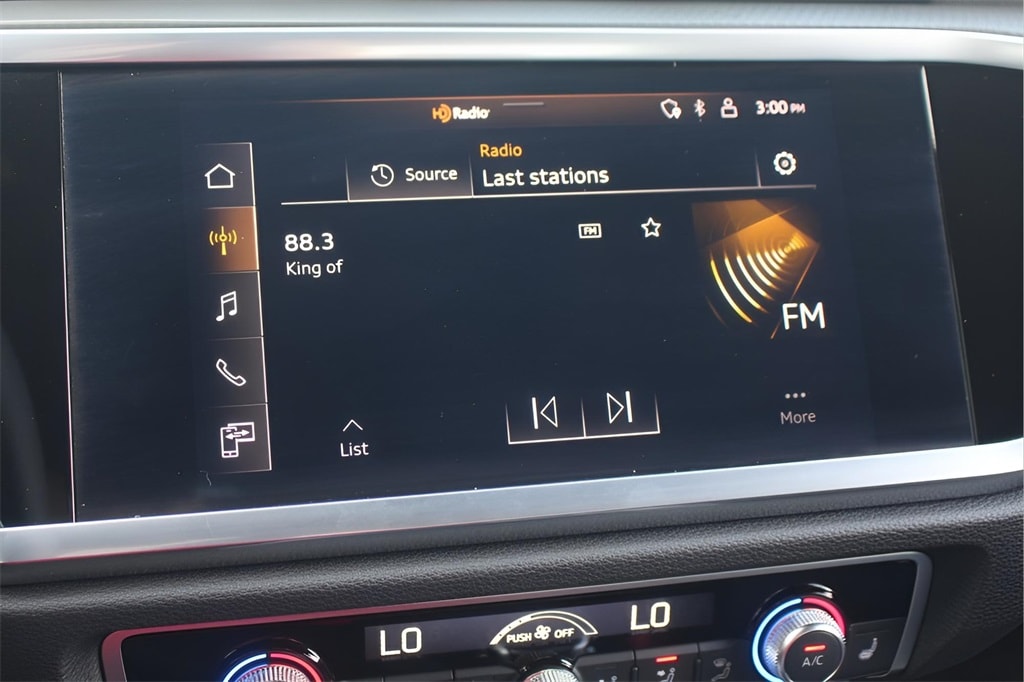 HD Radio 3:00 PM
Radio
Source Last stations
88.3 FM
King of
FM
List More
LO PUSH OFF LO
A/C